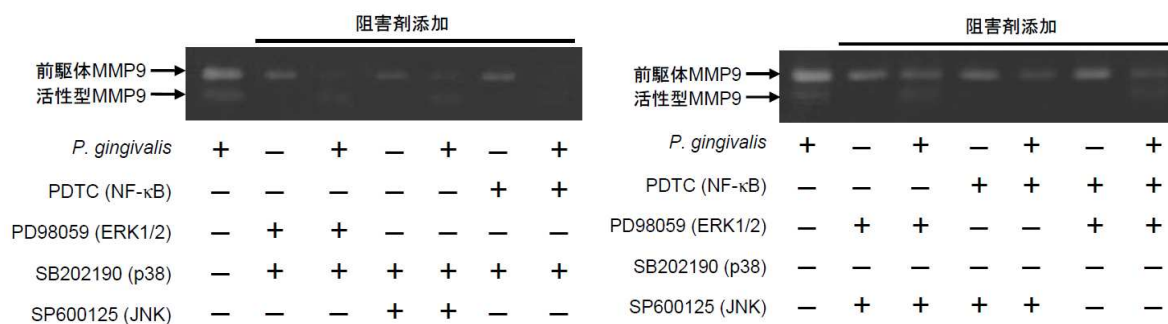 阻害剤添加
前駆体MMP9
活性型MMP9
P. gingivalis + − + − + − +
PDTC (NF-κB) − − − − − + +
PD98059 (ERK1/2) − + + − − − −
SB202190 (p38) − + + + + + +
SP600125 (JNK) − − − + + − −
阻害剤添加
前駆体MMP9
活性型MMP9
P. gingivalis + − + − + − +
PDTC (NF-κB) − − − + + + +
PD98059 (ERK1/2) − + + − − + +
SB202190 (p38) − − − − − − −
SP600125 (JNK) − + + + + − −